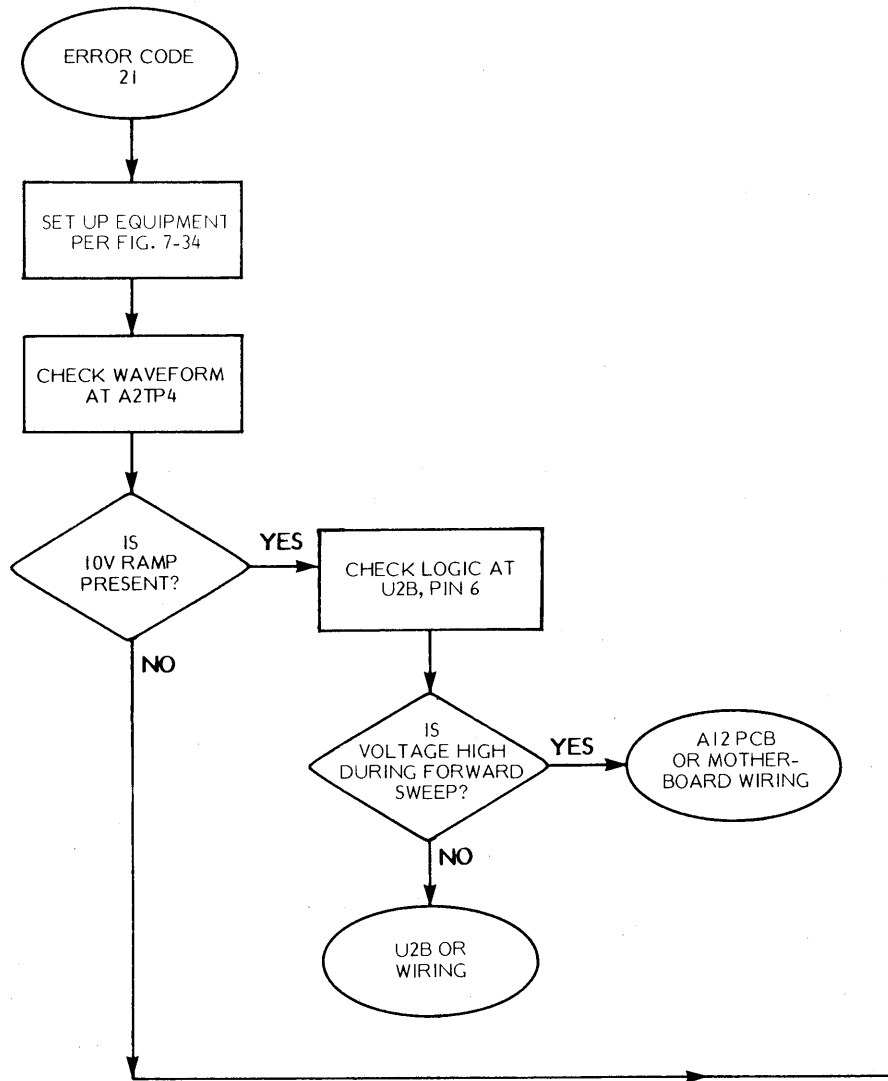 ERROR CODE
21
SET UP EQUIPMENT
PER FIG. 7-34
CHECK WAVEFORM
AT A2TP4
IS
10V RAMP
PRESENT?
YES
NO
CHECK LOGIC AT
U2B, PIN 6
IS
VOLTAGE HIGH
DURING FORWARD
SWEEP?
YES
NO
A12 PCB
OR MOTHER-
BOARD WIRING
U2B OR
WIRING